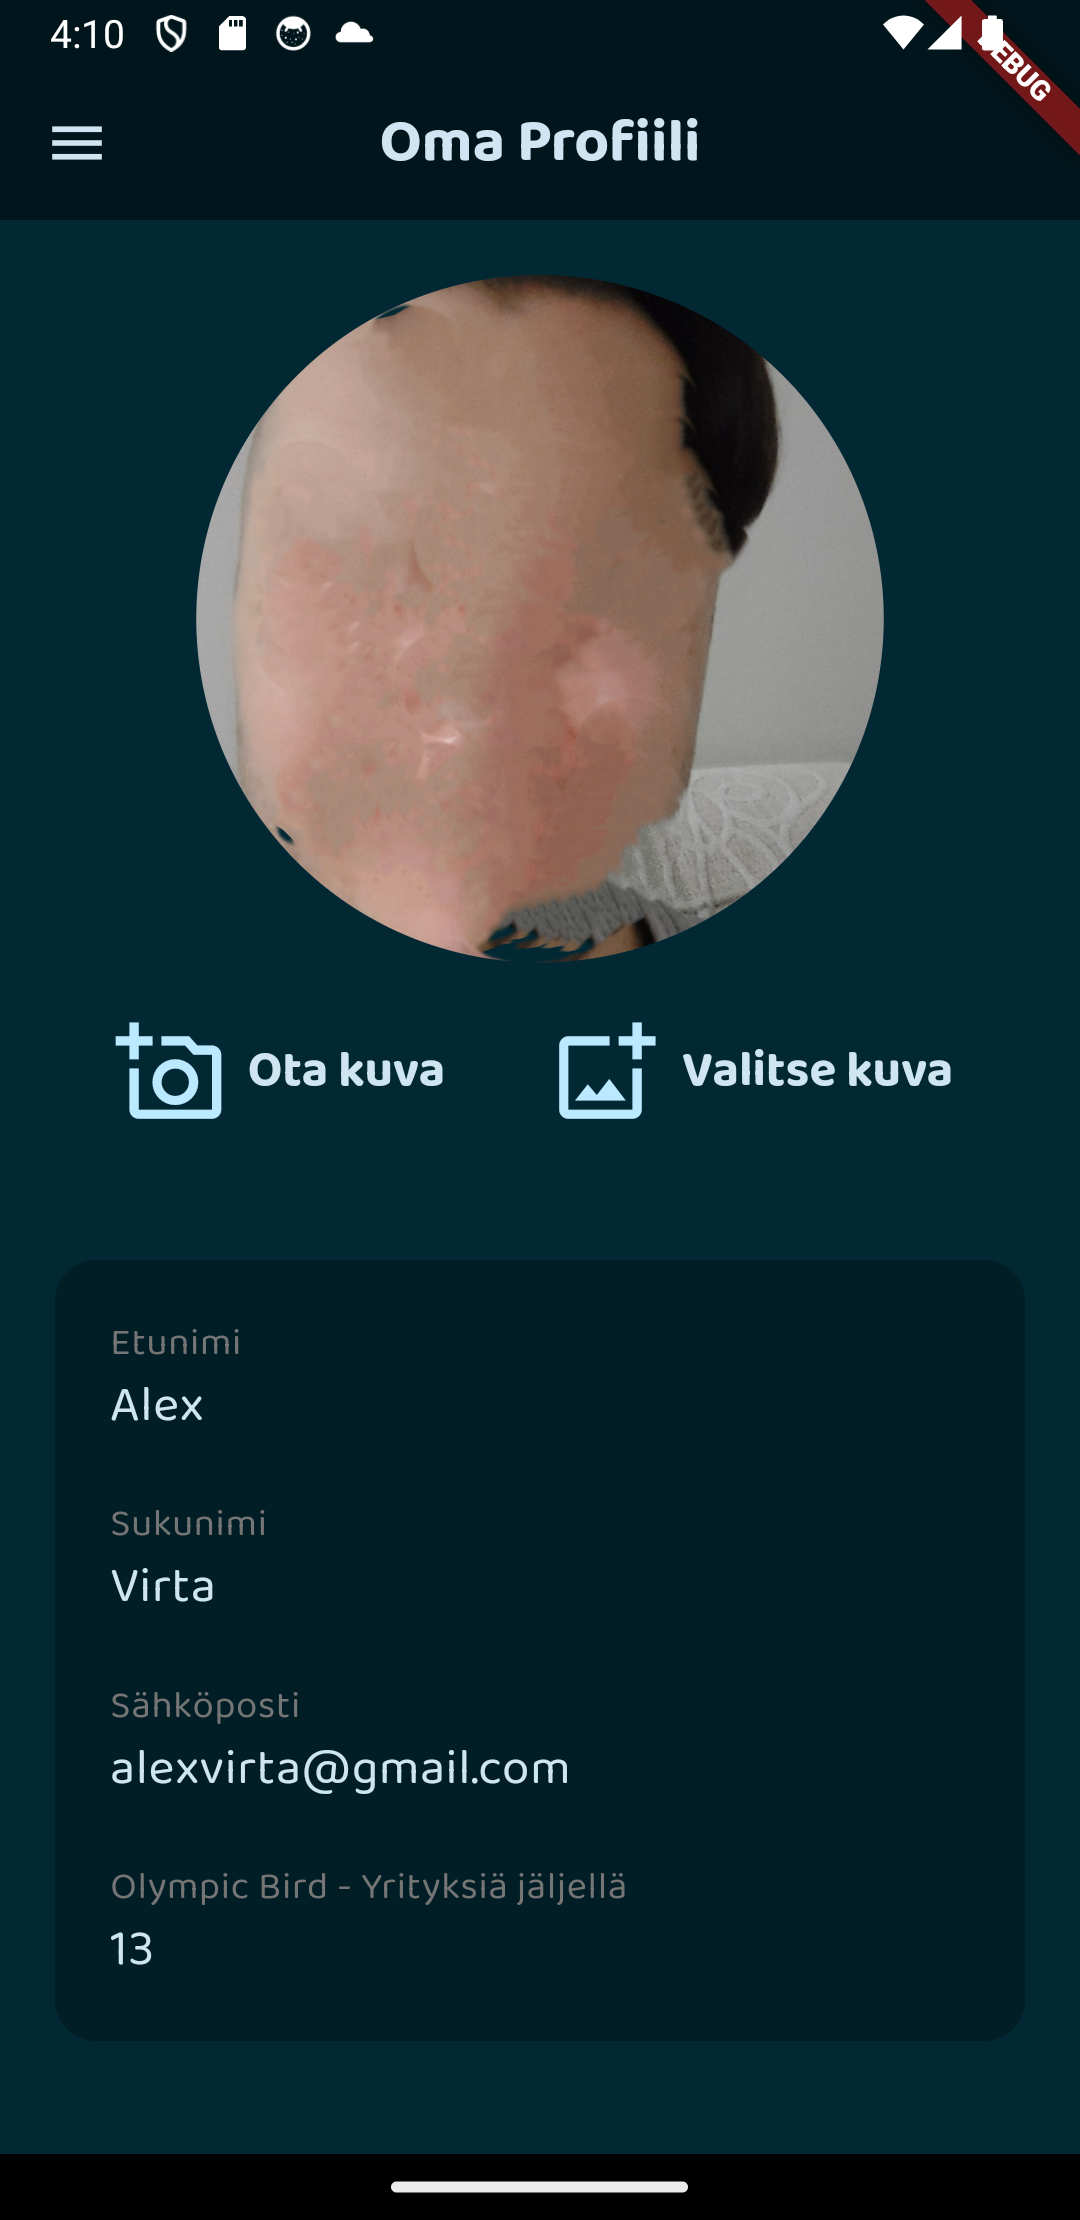 4:10
DEBUG
Oma Profiili
Ota kuva
Valitse kuva
Etunimi
Alex
Sukunimi
Virta
Sähköposti
alexvirta@gmail.com
Olympic Bird - Yrityksiä jäljellä
13